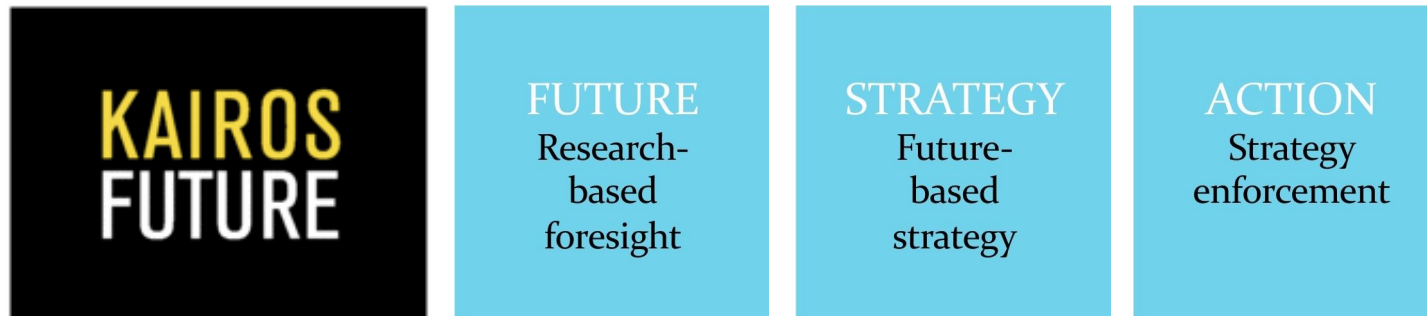 KAIROS
FUTURE
FUTURE
Research-
based
foresight
STRATEGY
Future-
based
strategy
ACTION
Strategy
enforcement